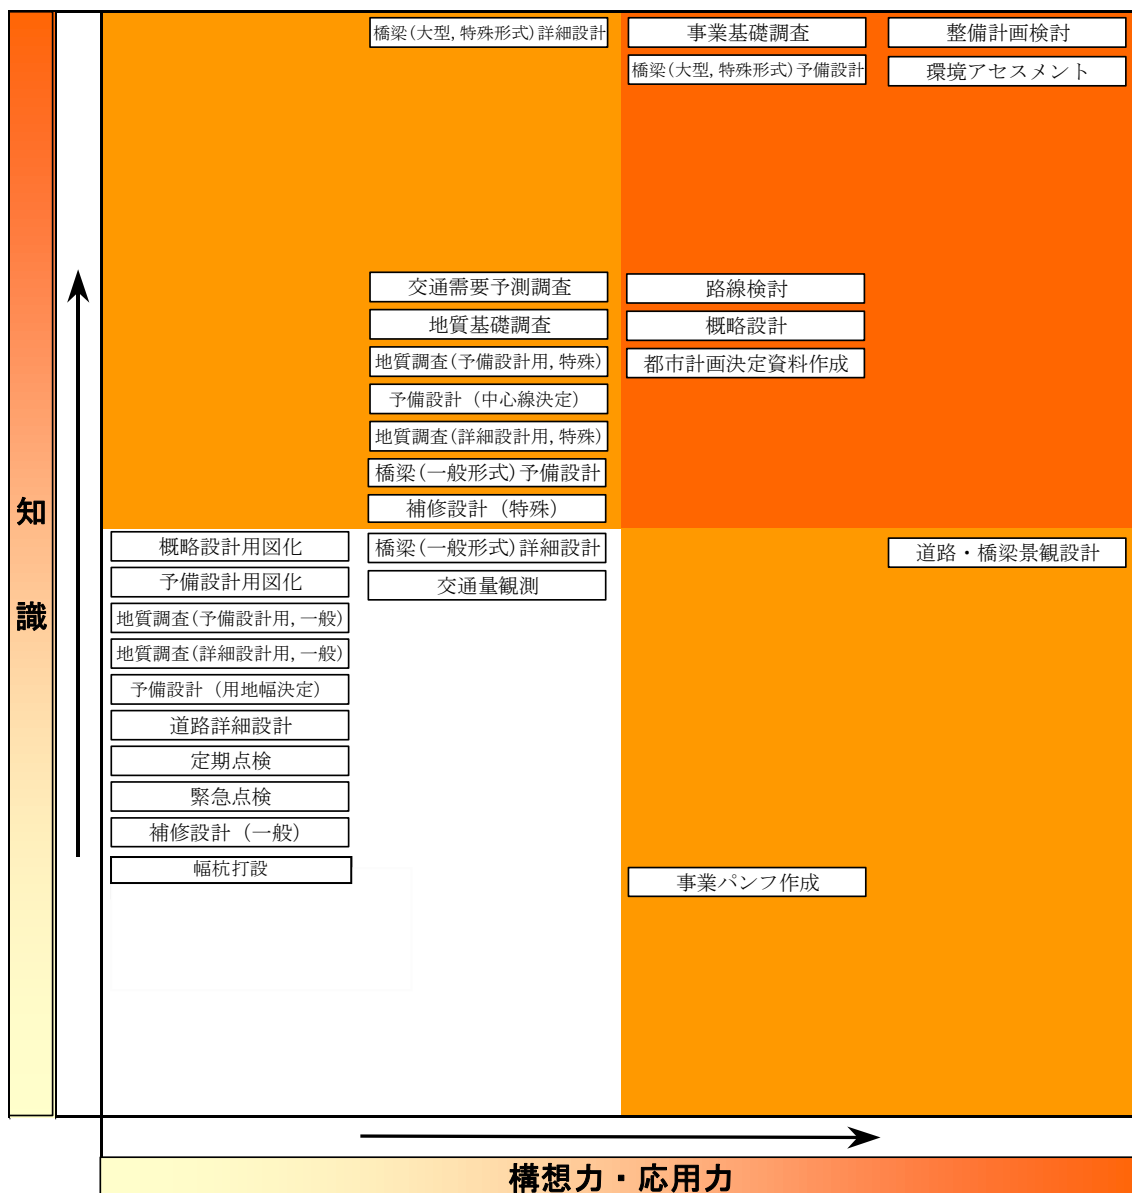 橋梁(大型,特殊形式)詳細設計
事業基礎調査
整備計画検討
橋梁(大型,特殊形式)予備設計
環境アセスメント
交通需要予測調査
路線検討
地質基礎調査
概略設計
地質調査(予備設計用,特殊)
都市計画決定資料作成
予備設計（中心線決定）
地質調査(詳細設計用,特殊)
橋梁(一般形式)予備設計
補修設計（特殊）
知識
概略設計用図化
橋梁(一般形式)詳細設計
道路・橋梁景観設計
予備設計用図化
交通量観測
地質調査(予備設計用,一般)
地質調査(詳細設計用,一般)
予備設計（用地幅決定）
道路詳細設計
定期点検
緊急点検
補修設計（一般）
幅杭打設
事業パンフ作成
構想力・応用力